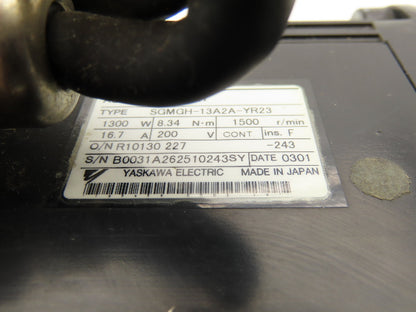 TYPE SGMGH-13A2A-YR23
1300 W 8.34 N·m 1500 r/min
16.7 A 200 V CONT ins. F
O/N R10130 227 -243
S/N B0031A262510243SY DATE 0301
YASKAWA ELECTRIC MADE IN JAPAN